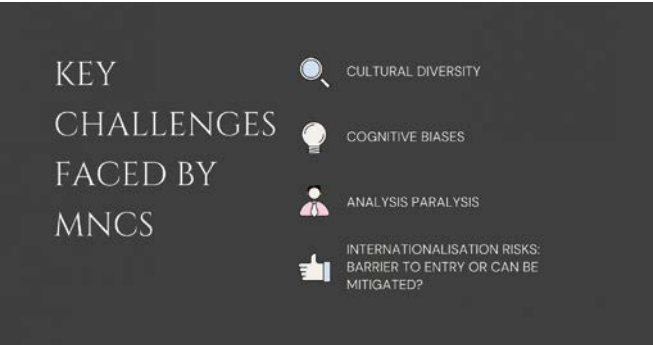 KEY
CHALLENGES
FACED BY
MNCS
CULTURAL DIVERSITY
COGNITIVE BIASES
ANALYSIS PARALYSIS
INTERNATIONALISATION RISKS:
BARRIER TO ENTRY OR CAN BE
MITIGATED?